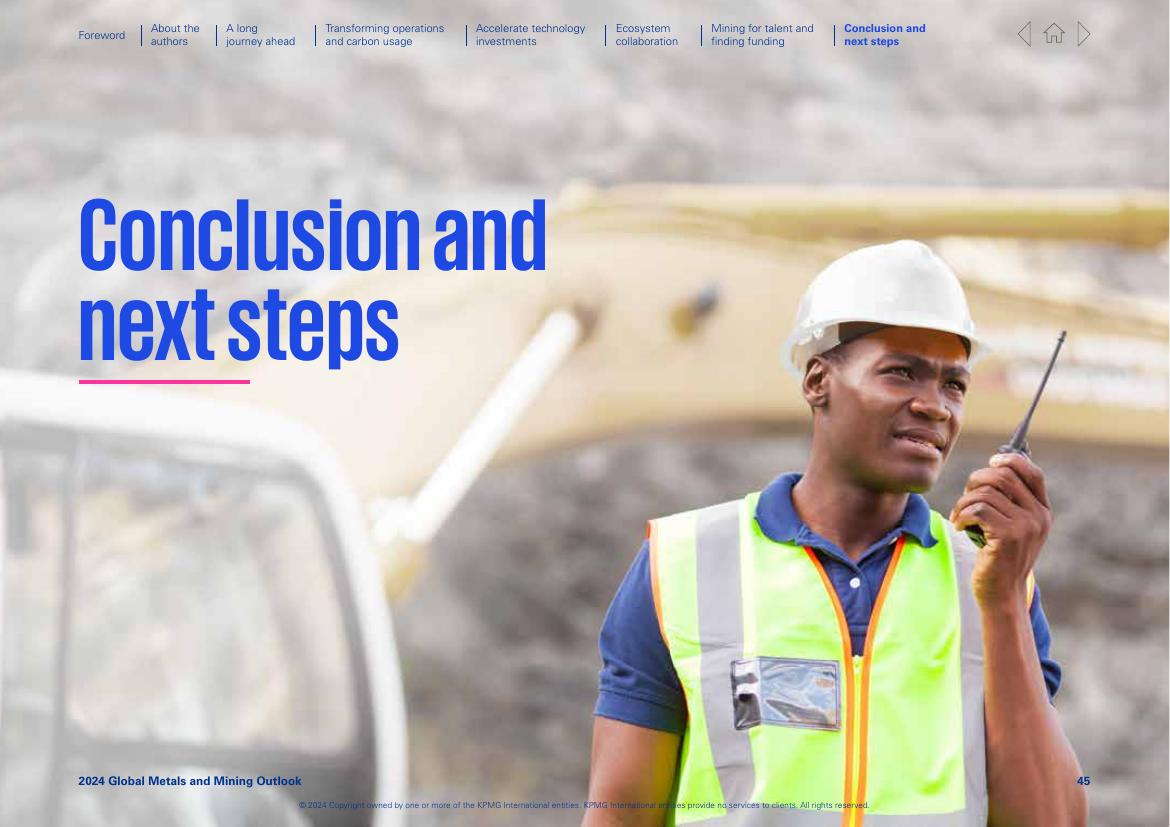 Foreword
About the
authors
A long
journey ahead
Transforming operations
and carbon usage
Accelerate technology
investments
Ecosystem
collaboration
Mining for talent and
finding funding
Conclusion and
next steps
Conclusion and
next steps
2024 Global Metals and Mining Outlook
45
© 2024 Copyright owned by one or more of the KPMG International entities. KPMG International entities provide no services to clients. All rights reserved.